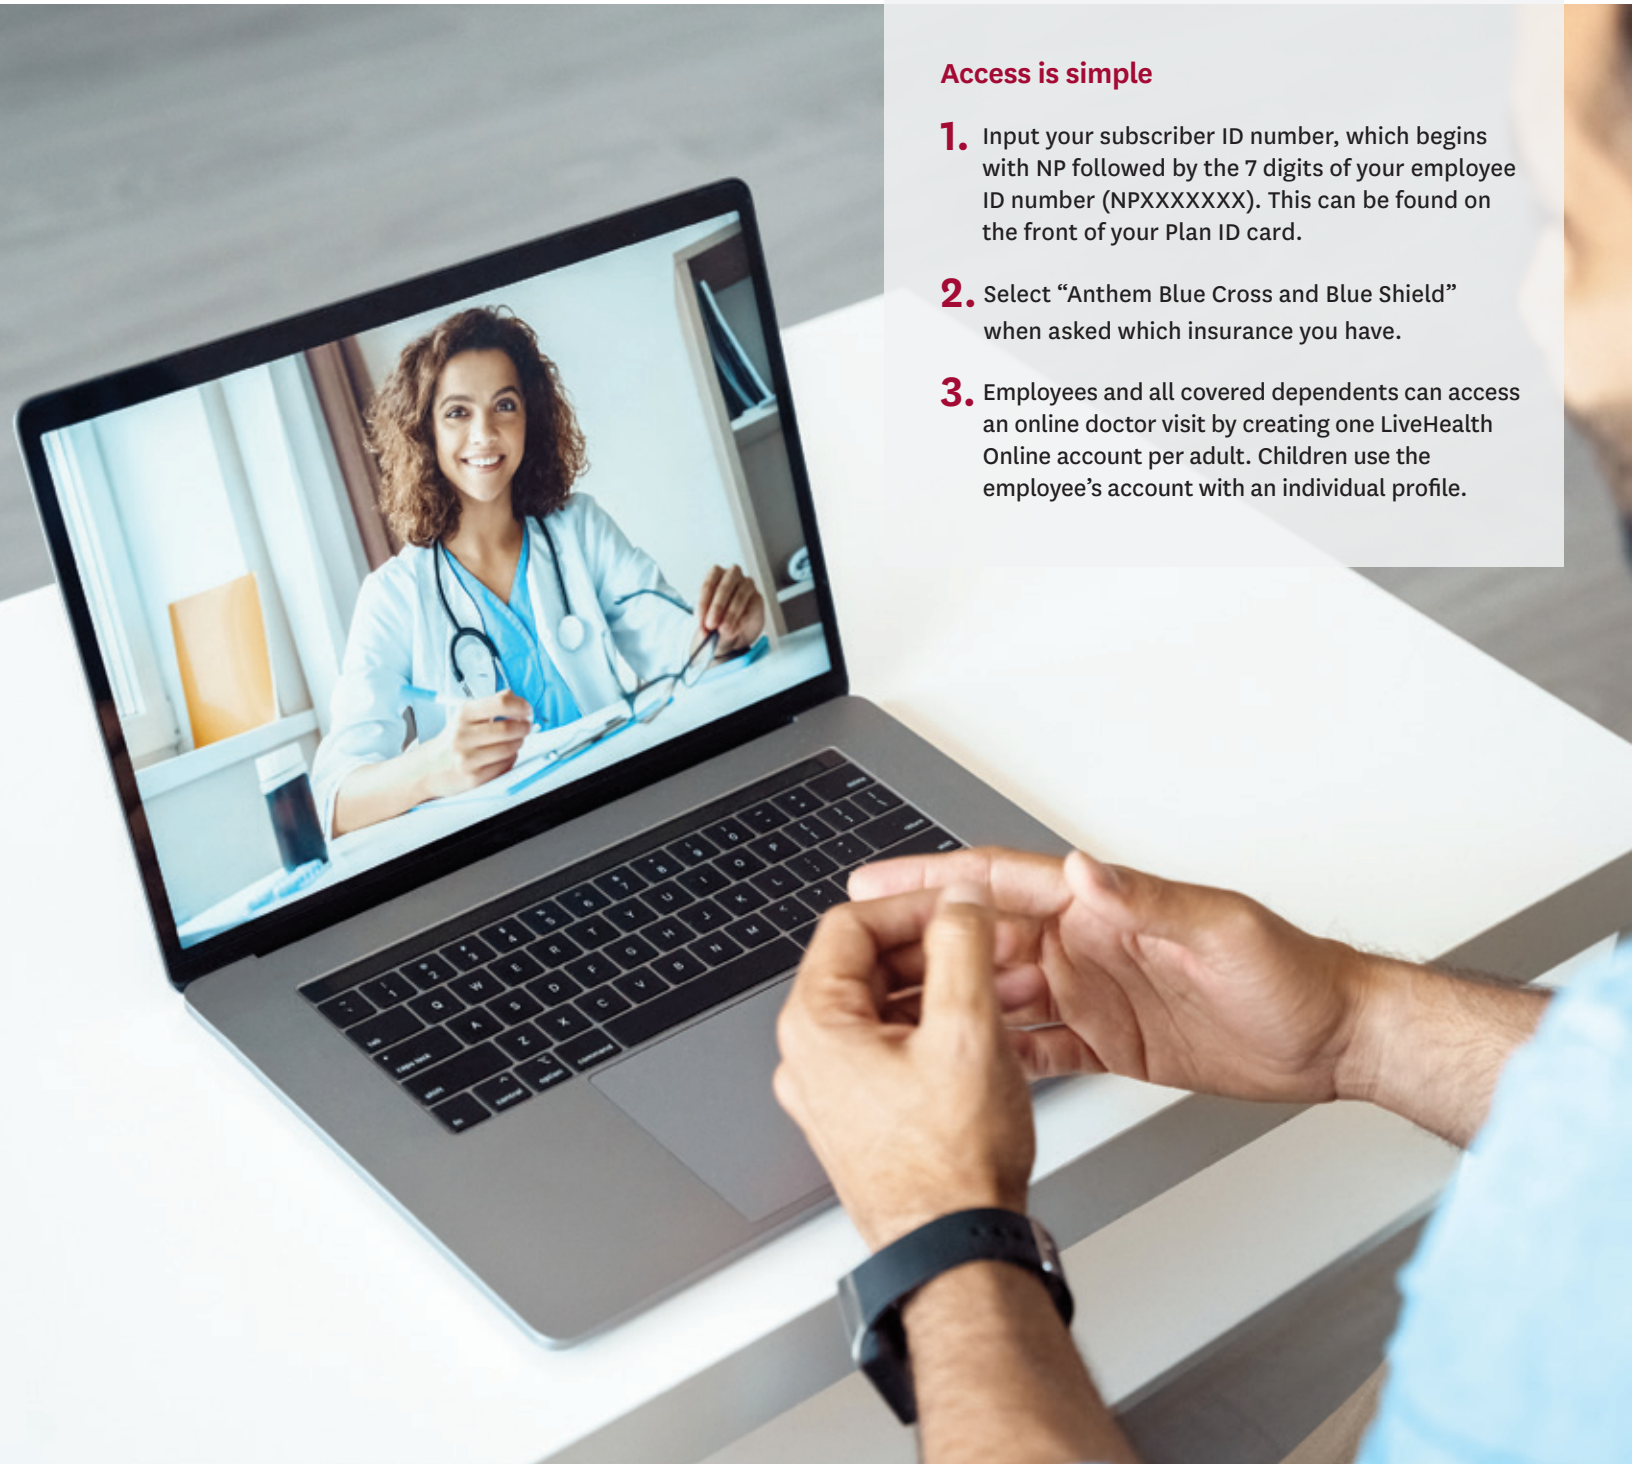 Access is simple
1. Input your subscriber ID number, which begins
with NP followed by the 7 digits of your employee
ID number (NPXXXXXXX). This can be found on
the front of your Plan ID card.
2. Select “Anthem Blue Cross and Blue Shield”
when asked which insurance you have.
3. Employees and all covered dependents can access
an online doctor visit by creating one LiveHealth
Online account per adult. Children use the
employee’s account with an individual profile.